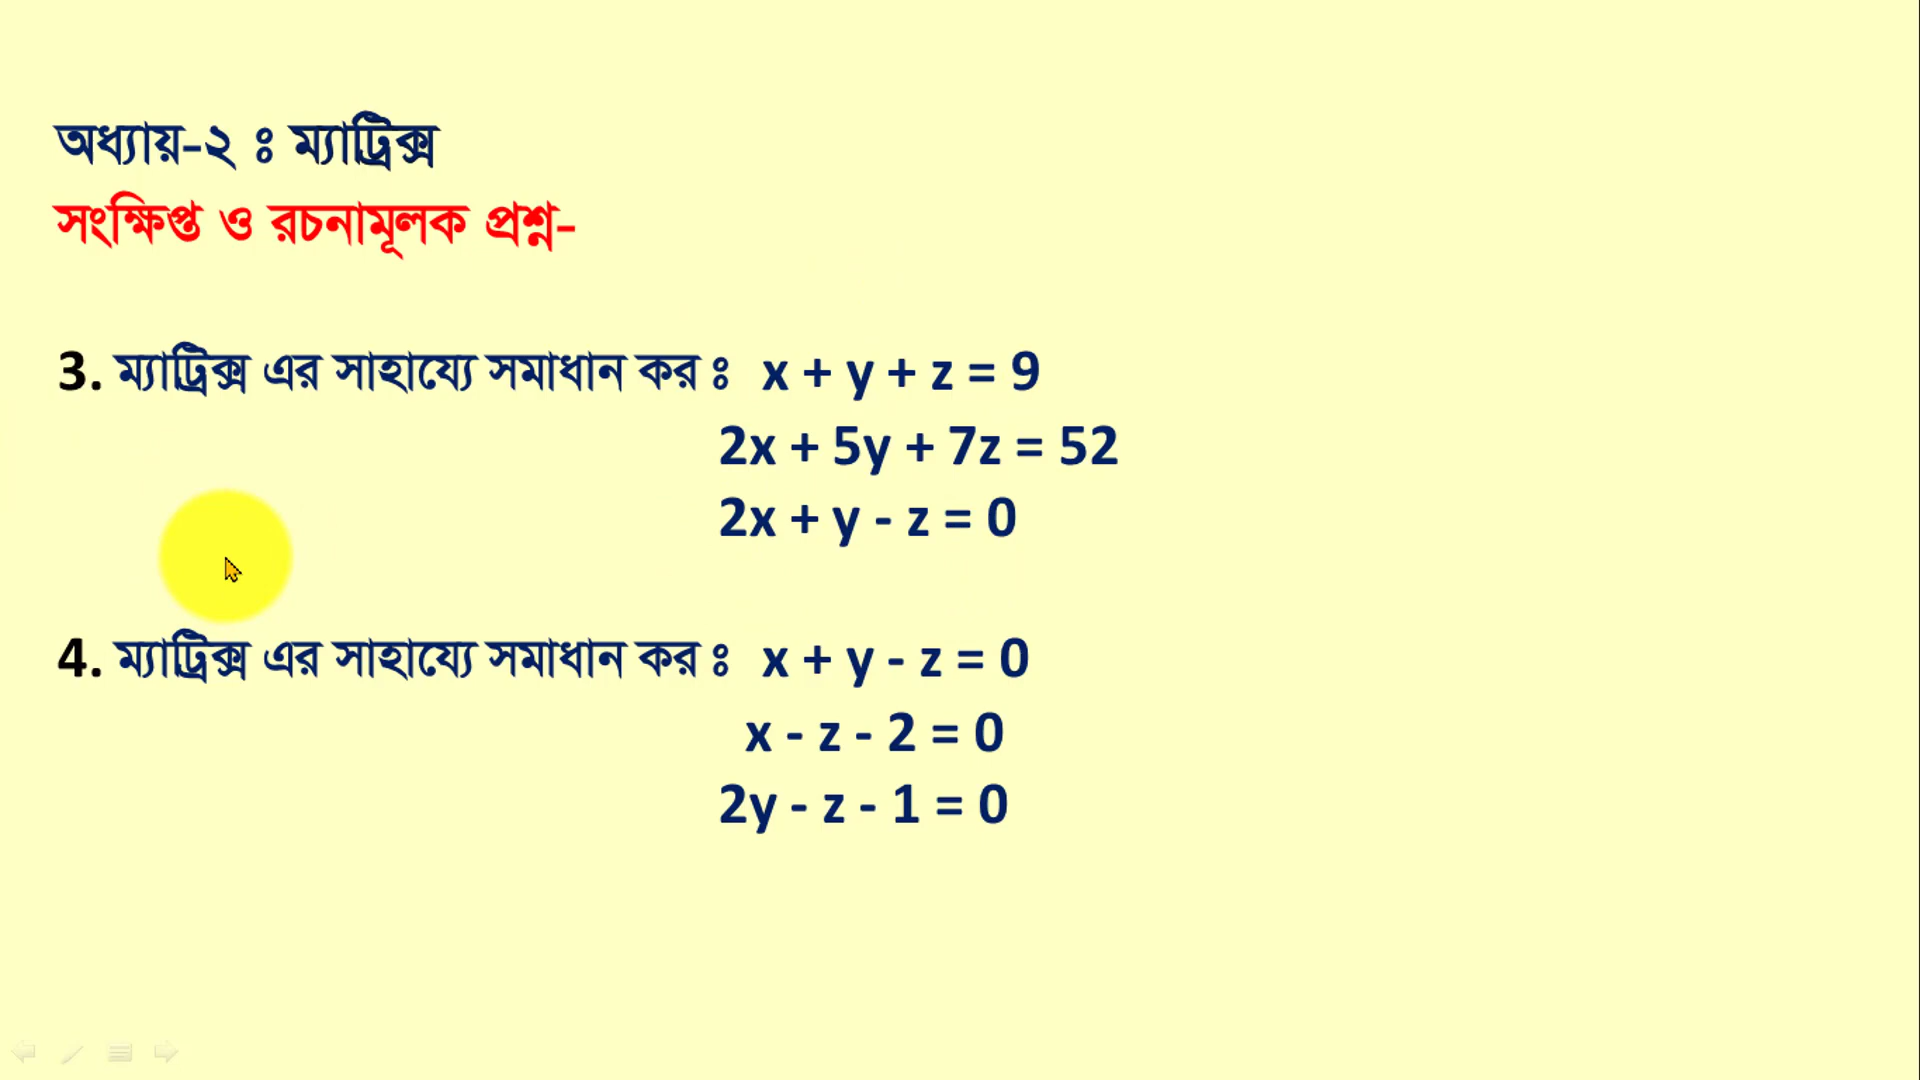 অধ্যায়-২ ঃ ম্যাট্রিক্স
সংক্ষিপ্ত ও রচনামূলক প্রশ্ন-
3. ম্যাট্রিক্স এর সাহায্যে সমাধান কর ঃ x + y + z = 9
2x + 5y + 7z = 52
2x + y - z = 0
4. ম্যাট্রিক্স এর সাহায্যে সমাধান কর ঃ x + y - z = 0
x - z - 2 = 0
2y - z - 1 = 0